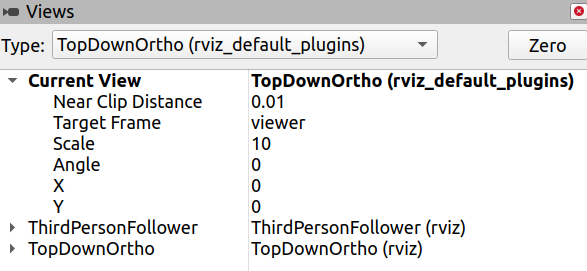 Views
Type: TopDownOrtho (rviz_default_plugins) Zero
Current View TopDownOrtho (rviz_default_plugins)
Near Clip Distance 0.01
Target Frame viewer
Scale 10
Angle 0
X 0
Y 0
ThirdPersonFollower ThirdPersonFollower (rviz)
TopDownOrtho TopDownOrtho (rviz)